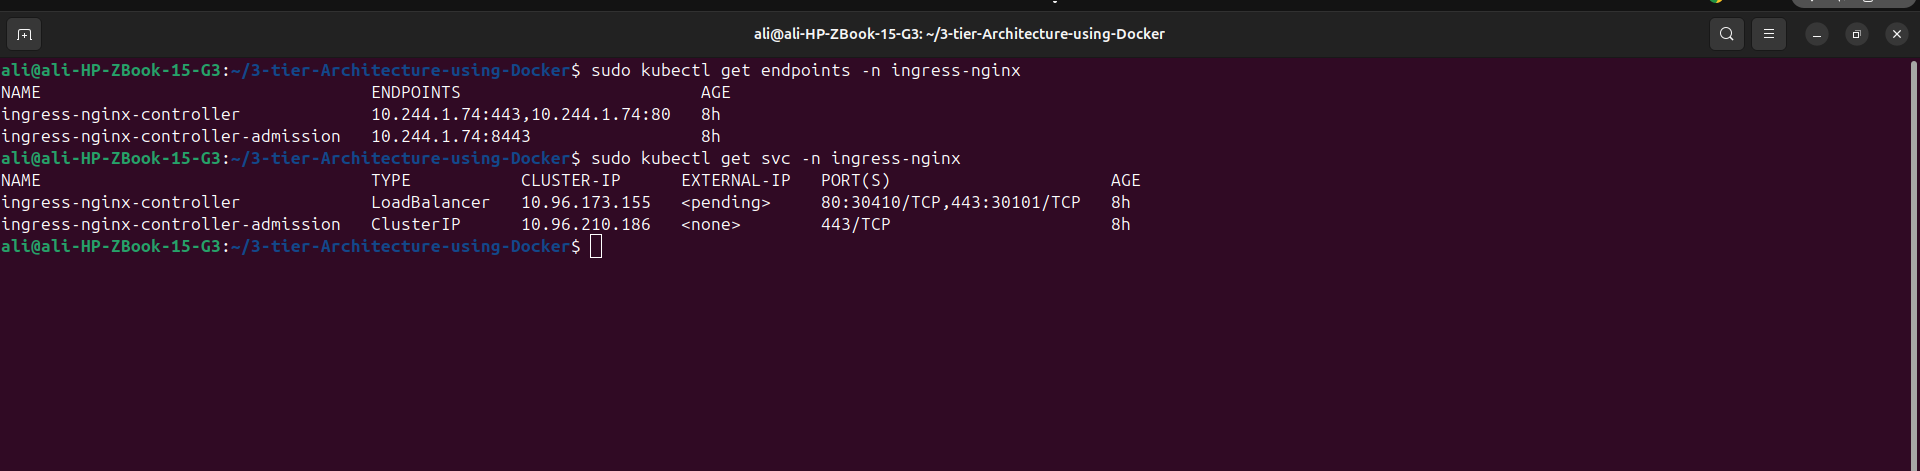 ali@ali-HP-ZBook-15-G3: ~/3-tier-Architecture-using-Docker
ali@ali-HP-ZBook-15-G3:~/3-tier-Architecture-using-Docker$ sudo kubectl get endpoints -n ingress-nginx
NAME ENDPOINTS AGE
ingress-nginx-controller 10.244.1.74:443,10.244.1.74:80 8h
ingress-nginx-controller-admission 10.244.1.74:8443 8h
ali@ali-HP-ZBook-15-G3:~/3-tier-Architecture-using-Docker$ sudo kubectl get svc -n ingress-nginx
NAME TYPE CLUSTER-IP EXTERNAL-IP PORT(S) AGE
ingress-nginx-controller LoadBalancer 10.96.173.155 <pending> 80:30410/TCP,443:30101/TCP 8h
ingress-nginx-controller-admission ClusterIP 10.96.210.186 <none> 443/TCP 8h
ali@ali-HP-ZBook-15-G3:~/3-tier-Architecture-using-Docker$